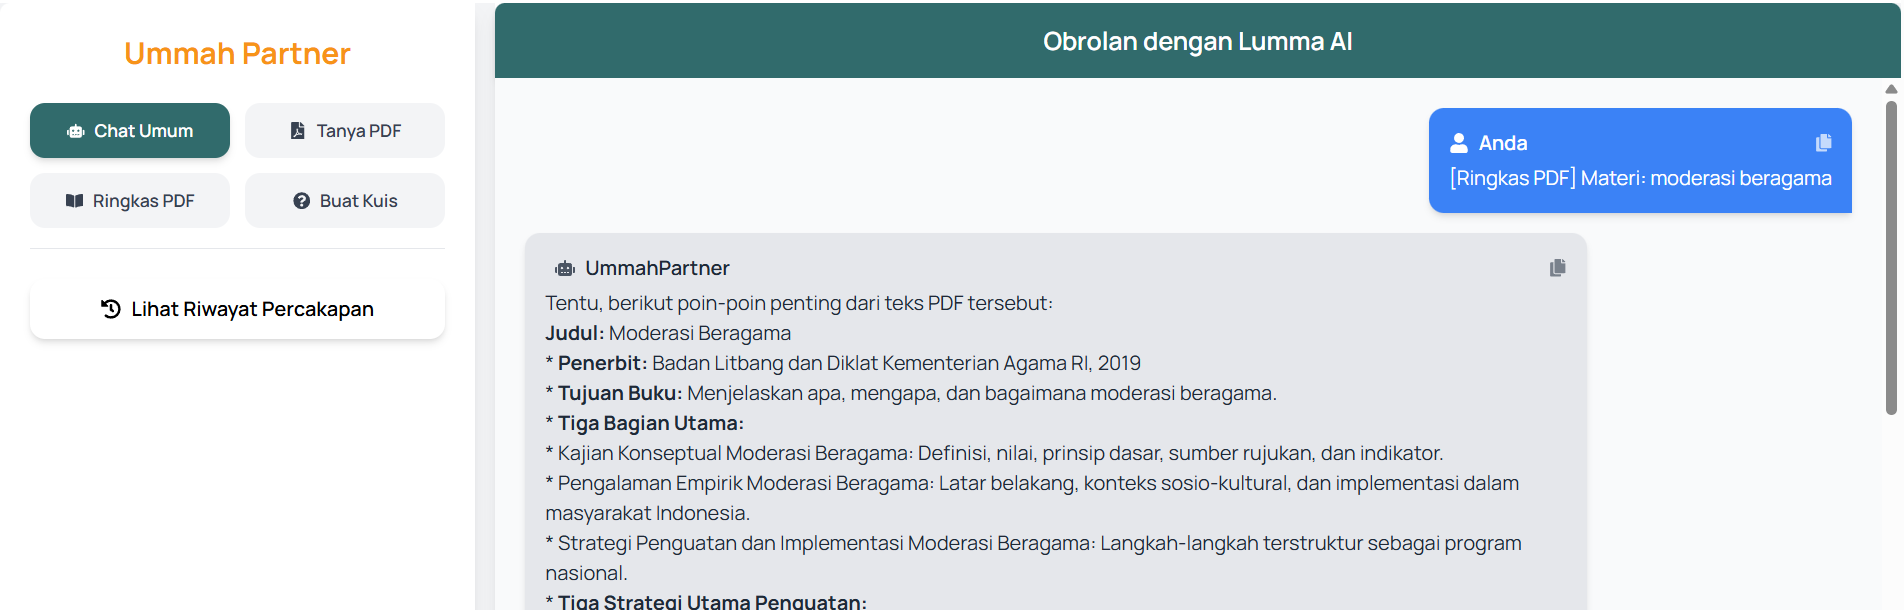 Ummah Partner
Chat Umum
Tanya PDF
Ringkas PDF
Buat Kuis
Lihat Riwayat Percakapan
Obrolan dengan Lumma AI
Anda
[Ringkas PDF] Materi: moderasi beragama
UmmahPartner
Tentu, berikut poin-poin penting dari teks PDF tersebut:
Judul: Moderasi Beragama
* Penerbit: Badan Litbang dan Diklat Kementerian Agama RI, 2019
* Tujuan Buku: Menjelaskan apa, mengapa, dan bagaimana moderasi beragama.
* Tiga Bagian Utama:
* Kajian Konseptual Moderasi Beragama: Definisi, nilai, prinsip dasar, sumber rujukan, dan indikator.
* Pengalaman Empirik Moderasi Beragama: Latar belakang, konteks sosio-kultural, dan implementasi dalam
masyarakat Indonesia.
* Strategi Penguatan dan Implementasi Moderasi Beragama: Langkah-langkah terstruktur sebagai program
nasional.
* Tiga Strategi Utama Penguatan: